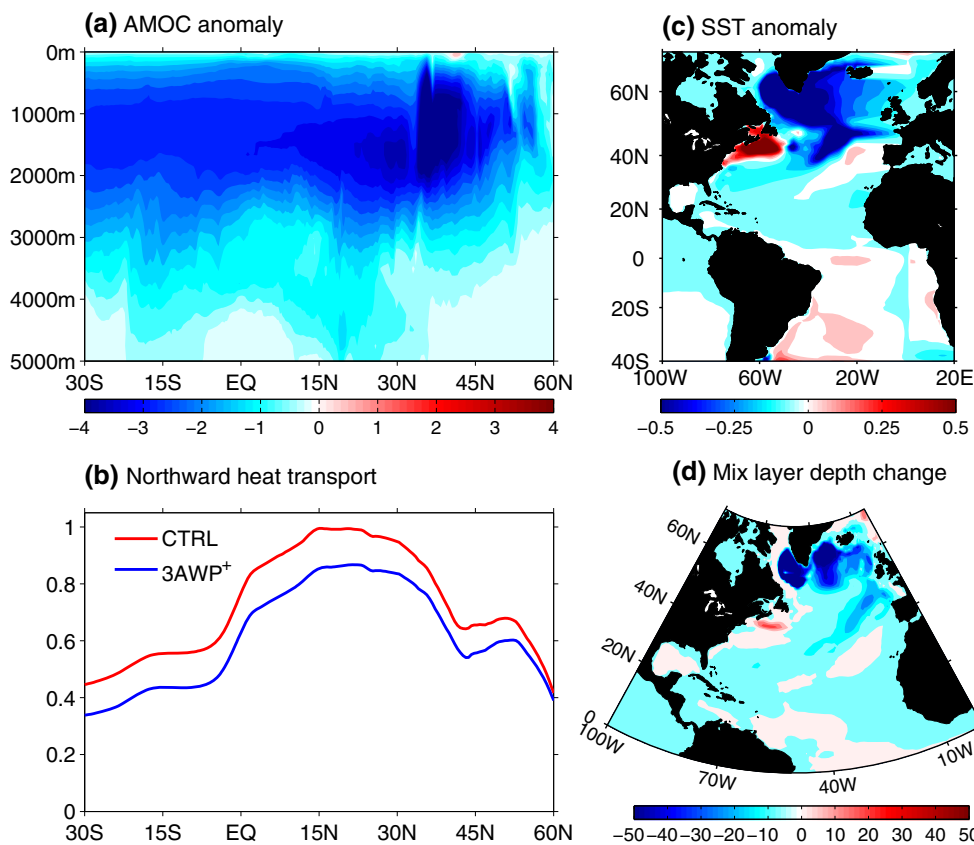 (a) AMOC anomaly
0m
1000m
2000m
3000m
4000m
5000m
30S 15S EQ 15N 30N 45N 60N
-4 -3 -2 -1 0 1 2 3 4
(c) SST anomaly
60N
40N
20N
0
20S
40S
100W 60W 20W 20E
-0.5 -0.25 0 0.25 0.5
(b) Northward heat transport
1
0.8
0.6
0.4
0.2
0
CTRL
3AWP+
30S 15S EQ 15N 30N 45N 60N
(d) Mix layer depth change
60N
40N
20N
0
100W
70W
40W
10W
60N
40N
20N
-50 -40 -30 -20 -10 0 10 20 30 40 50